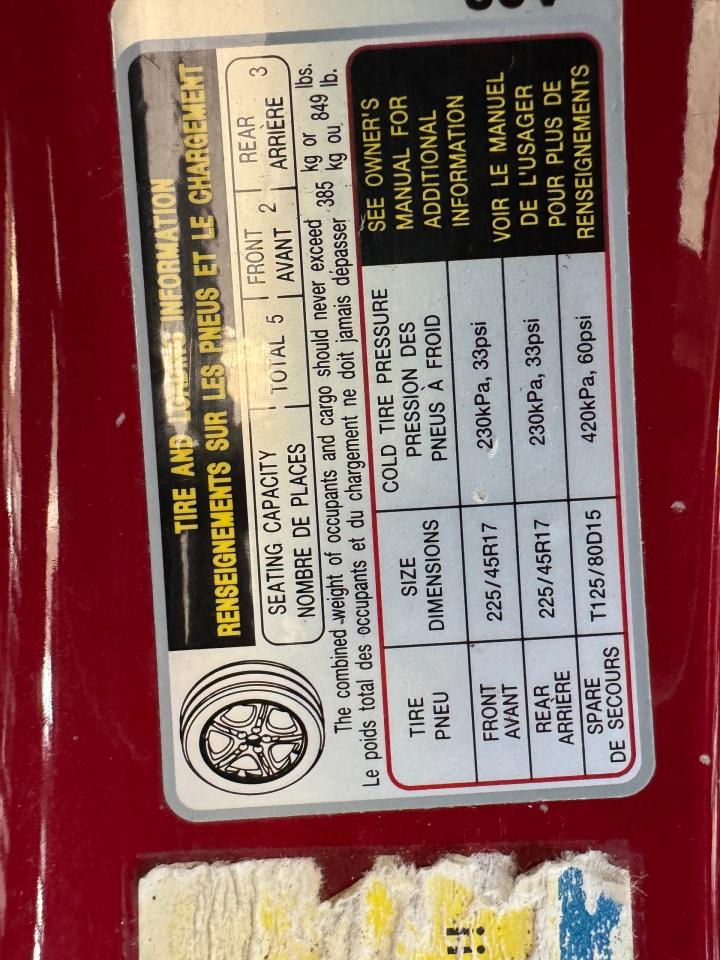 TIRE AND LOADING INFORMATION
RENSEIGNEMENTS SUR LES PNEUS ET LE CHARGEMENT
SEATING CAPACITY
NOMBRE DE PLACES
TOTAL 5
FRONT
AVANT 2
REAR
ARRIÈRE 3
The combined weight of occupants and cargo should never exceed 385 kg or 849 lbs.
Le poids total des occupants et du chargement ne doit jamais dépasser 385 kg ou 849 lb.
TIRE
PNEU
SIZE
DIMENSIONS
COLD TIRE PRESSURE
PRESSION DES
PNEUS À FROID
SEE OWNER'S
MANUAL FOR
ADDITIONAL
INFORMATION
VOIR LE MANUEL
DE L'USAGER
POUR PLUS DE
RENSEIGNEMENTS
FRONT
AVANT
225/45R17
230kPa, 33psi
REAR
ARRIÈRE
225/45R17
230kPa, 33psi
SPARE
DE SECOURS
T125/80D15
420kPa, 60psi